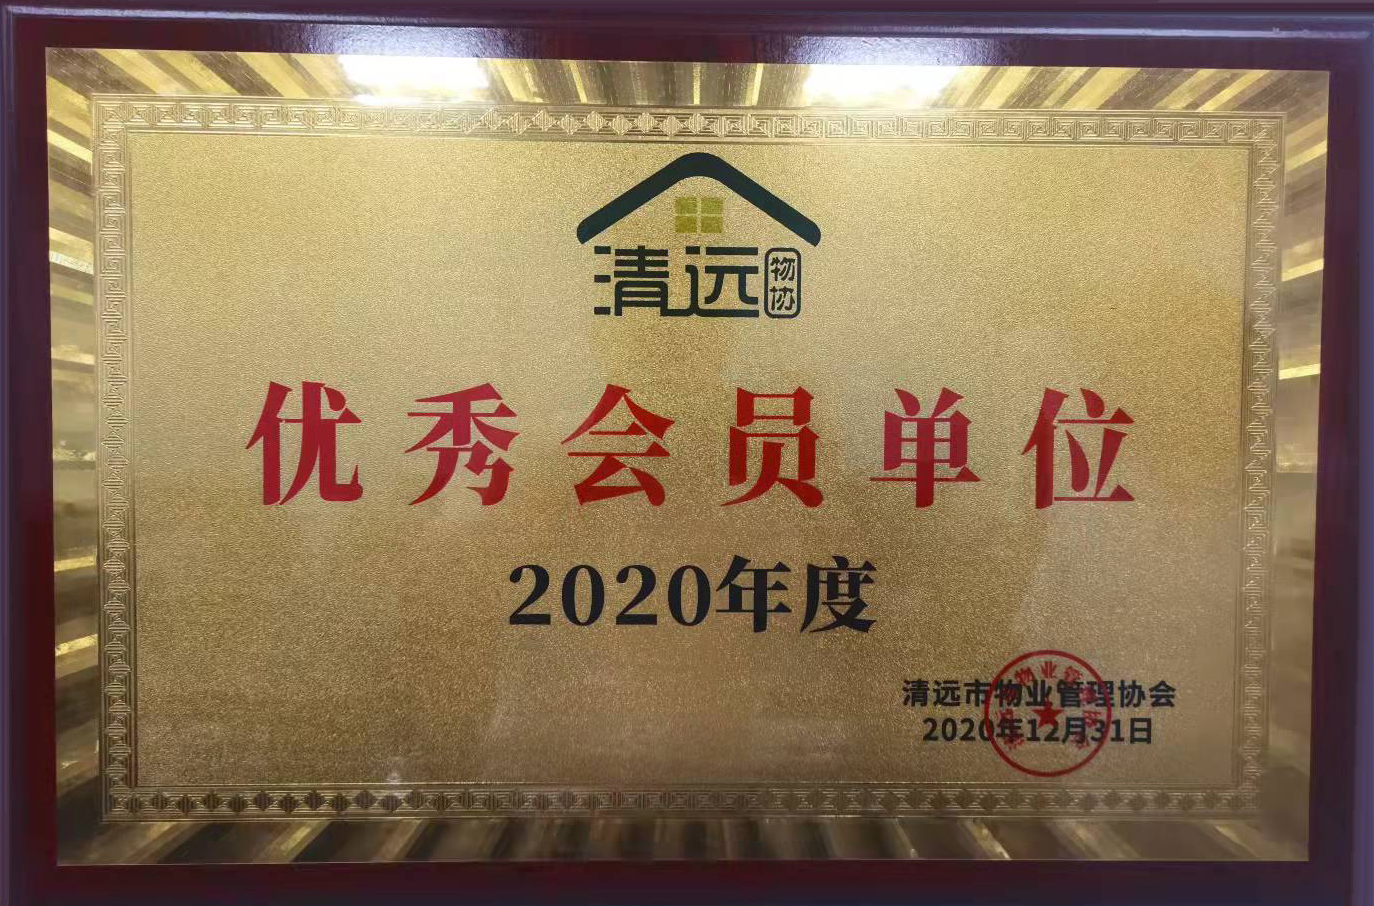 清远
物协
优秀会员单位
2020年度
清远市物业管理协会
2020年12月31日